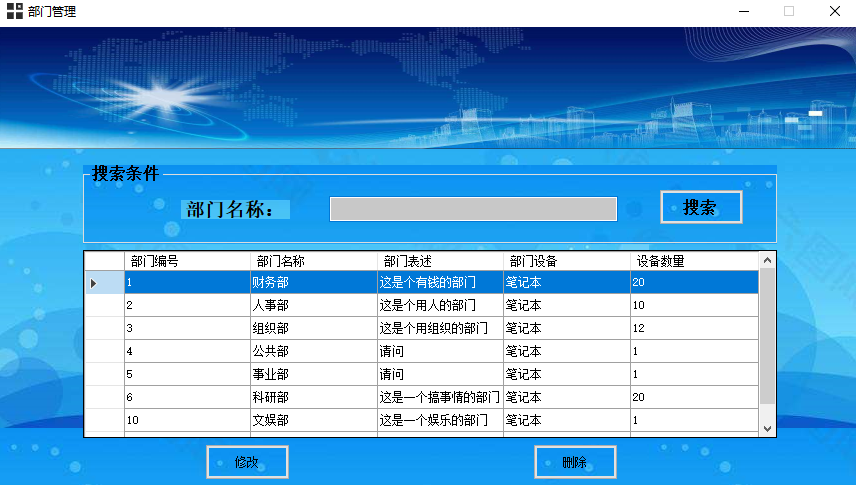 部门管理
搜索条件
部门名称：
搜索
部门编号 部门名称 部门表述 部门设备 设备数量
1 财务部 这是个有钱的部门 笔记本 20
2 人事部 这是个用人的部门 笔记本 10
3 组织部 这是个用组织的部门 笔记本 12
4 公共部 请问 笔记本 1
5 事业部 请问 笔记本 1
6 科研部 这是一个搞事情的部门 笔记本 20
10 文娱部 这是一个娱乐的部门 笔记本 1
修改 删除